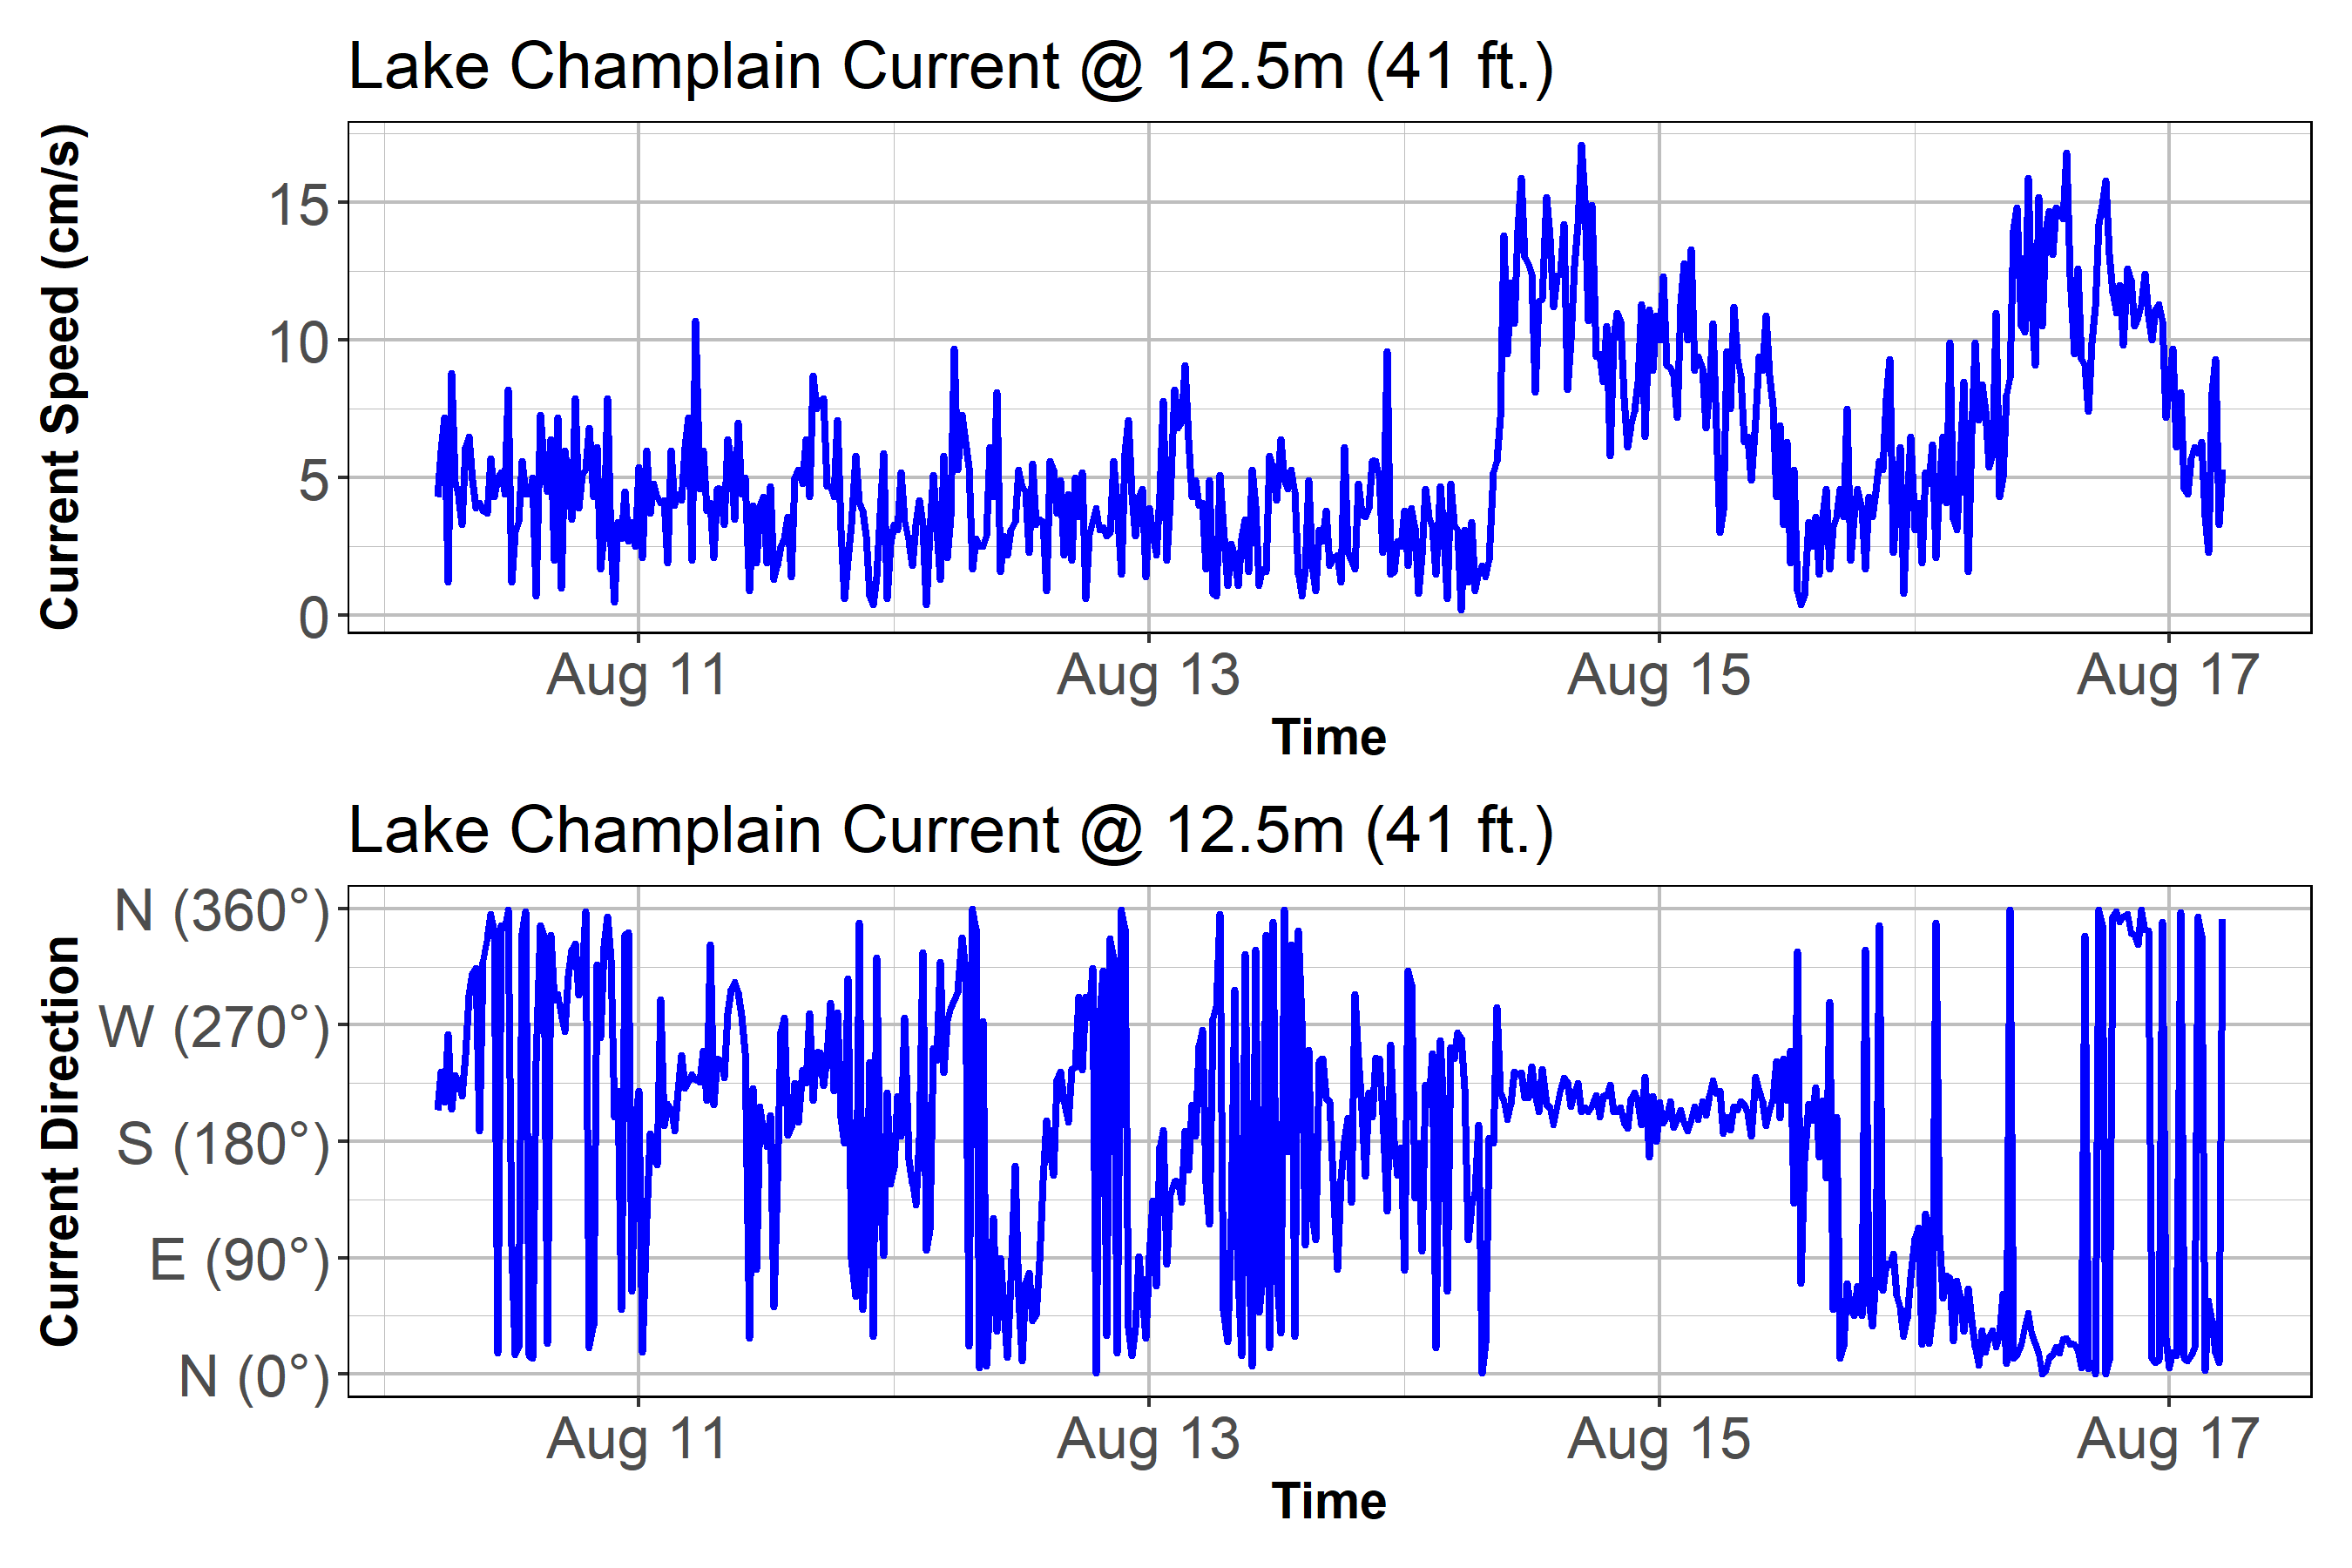 Lake Champlain Current @ 12.5m (41 ft.)
Current Speed (cm/s)
15
10
5
0
Aug 11 Aug 13 Aug 15 Aug 17
Time
Lake Champlain Current @ 12.5m (41 ft.)
Current Direction
N (360°)
W (270°)
S (180°)
E (90°)
N (0°)
Aug 11 Aug 13 Aug 15 Aug 17
Time